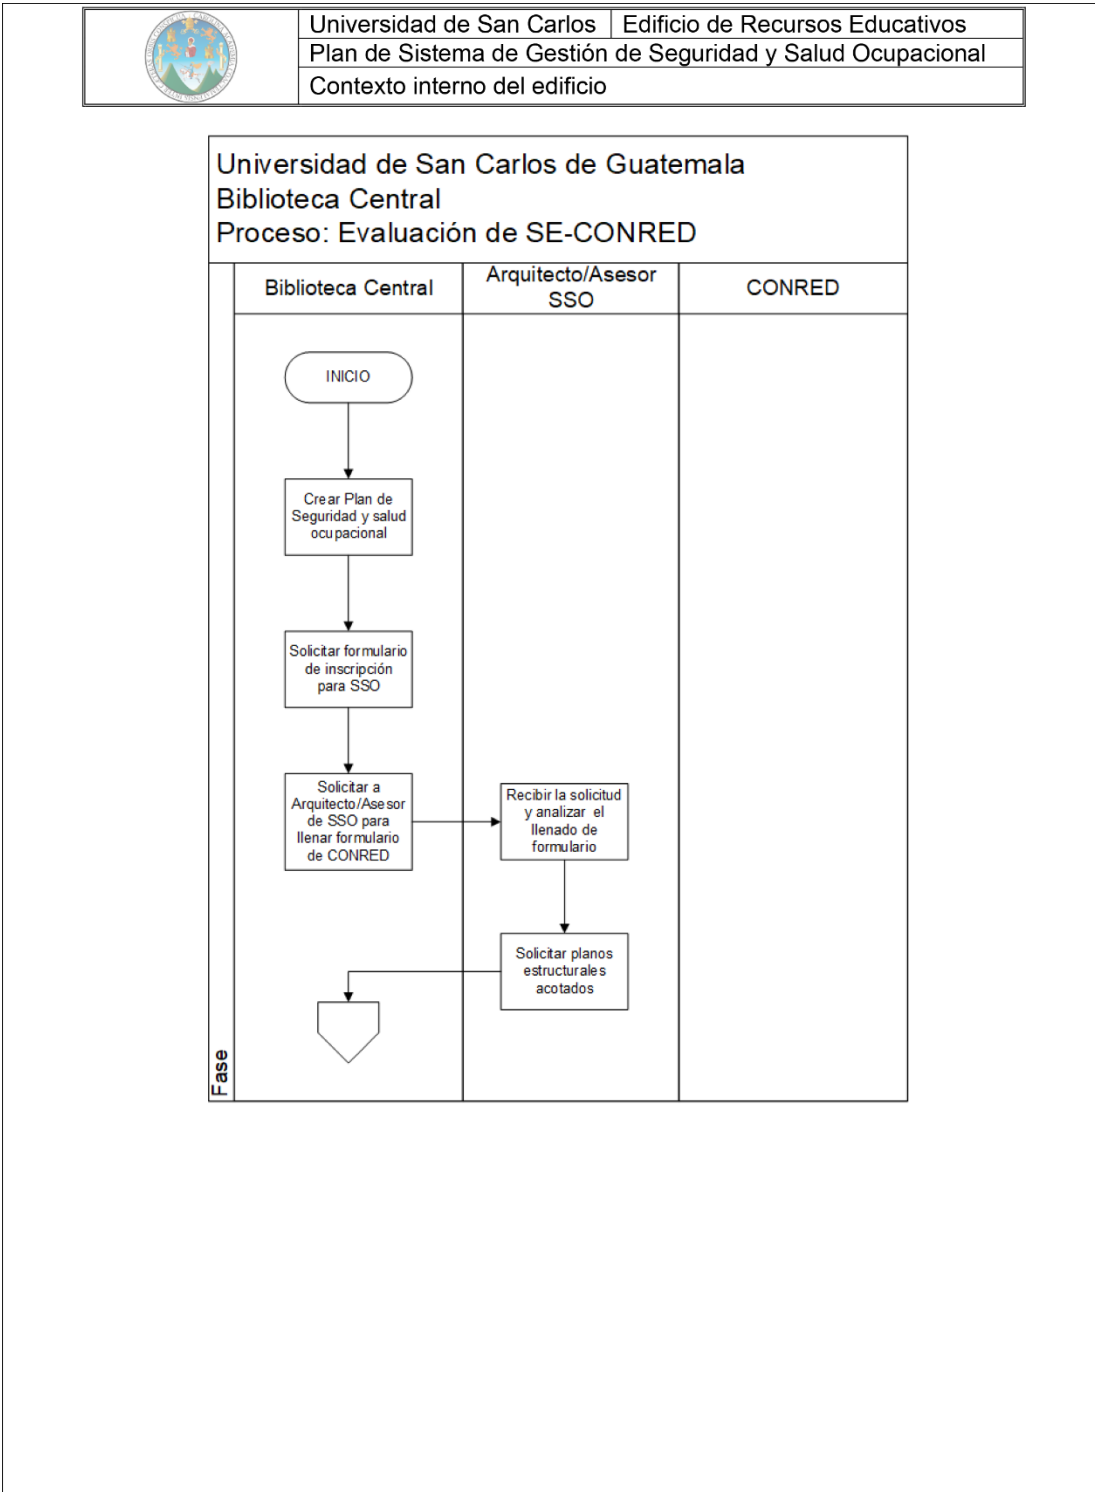 Universidad de San Carlos
Edificio de Recursos Educativos
Plan de Sistema de Gestión de Seguridad y Salud Ocupacional
Contexto interno del edificio
Universidad de San Carlos de Guatemala
Biblioteca Central
Proceso: Evaluación de SE-CONRED
Biblioteca Central
Arquitecto/Asesor
SSO
CONRED
INICIO
Crear Plan de
Seguridad y salud
ocupacional
Solicitar formulario
de inscripción
para SSO
Solicitar a
Arquitecto/Asesor
de SSO para
llenar formulario
de CONRED
Recibir la solicitud
y analizar el
llenado de
formulario
Solicitar planos
estructurales
acotados
Fase